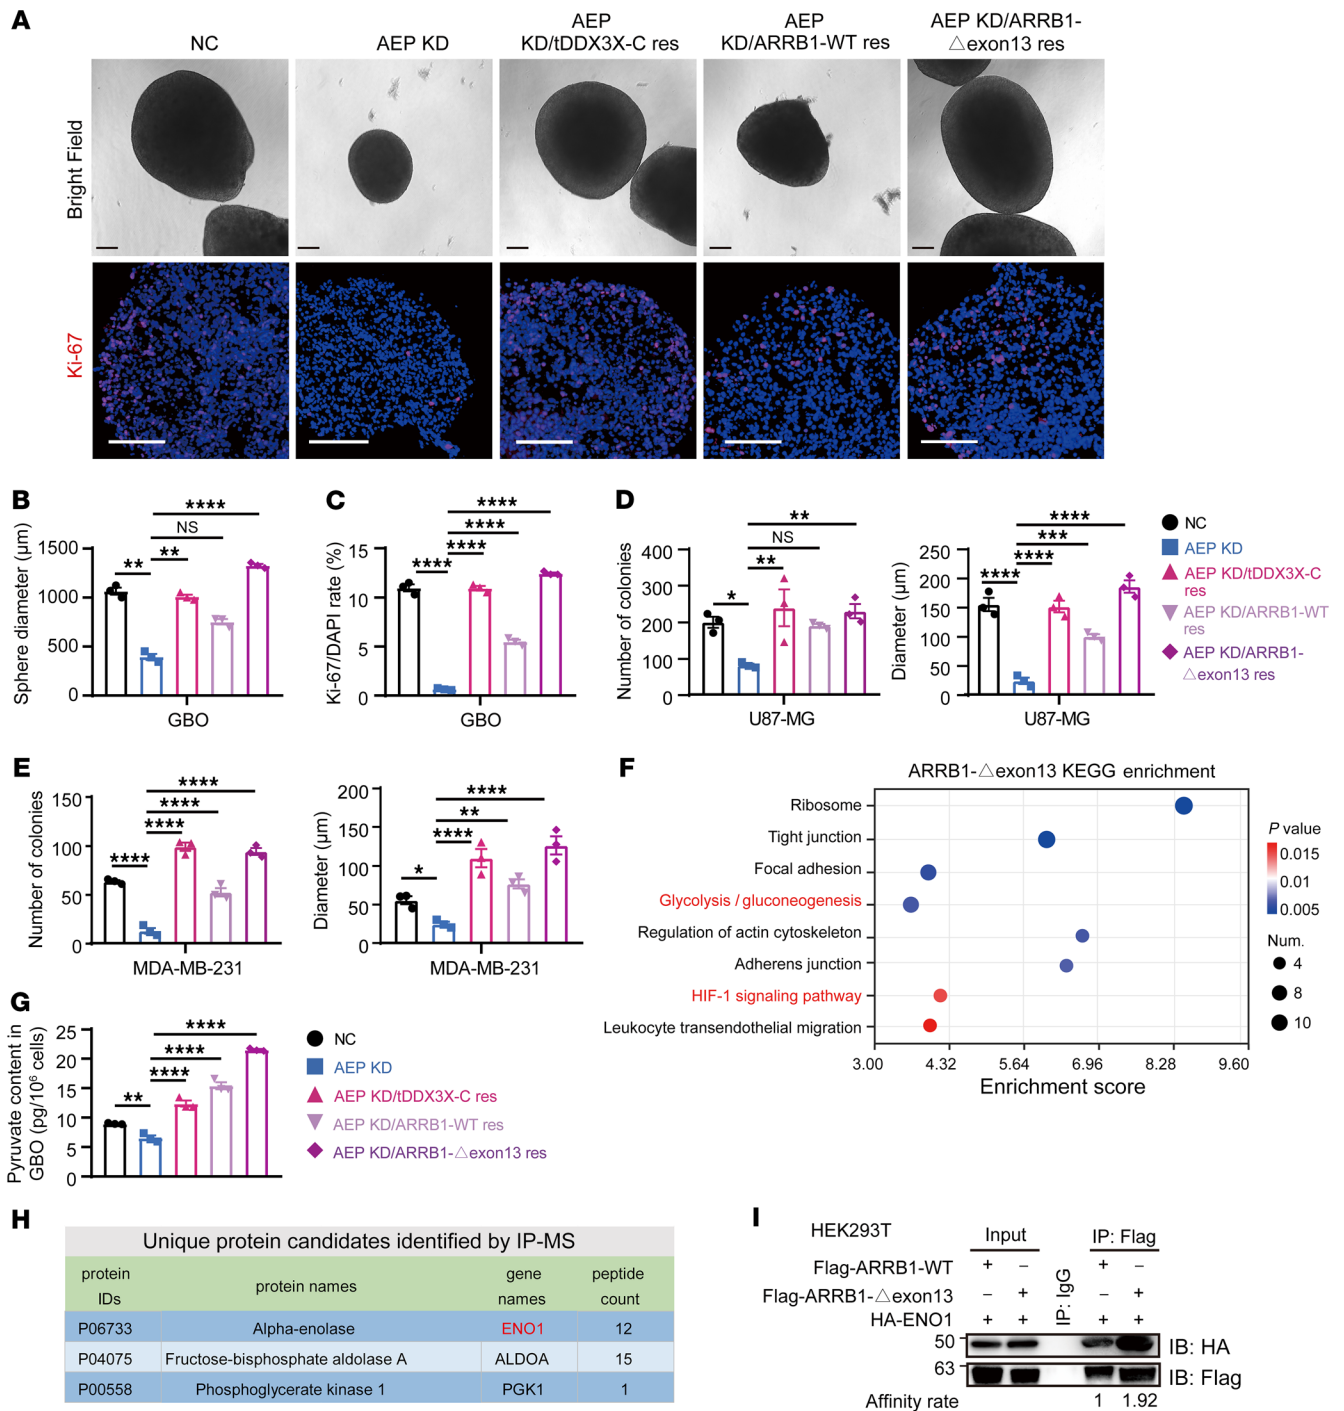 A
NC
AEP KD
AEP
KD/tDDX3X-C res
AEP
KD/ARRB1-WT res
AEP KD/ARRB1-
△exon13 res
Bright Field
Ki-67
B
****
NS
**
**
Sphere diameter (μm)
1500
1000
500
0
GBO
C
****
****
****
****
Ki-67/DAPI rate (%)
15
10
5
0
GBO
D
**
NS
**
*
Number of colonies
400
300
200
100
0
U87-MG
****
***
****
****
Diameter (μm)
250
200
150
100
50
0
U87-MG
NC
AEP KD
AEP KD/tDDX3X-C
res
AEP KD/ARRB1-WT
res
AEP KD/ARRB1-
△exon13 res
E
****
****
****
****
Number of colonies
150
100
50
0
MDA-MB-231
****
**
****
*
Diameter (μm)
200
150
100
50
0
MDA-MB-231
F
ARRB1-△exon13 KEGG enrichment
Ribosome
Tight junction
Focal adhesion
Glycolysis / gluconeogenesis
Regulation of actin cytoskeleton
Adherens junction
HIF-1 signaling pathway
Leukocyte transendothelial migration
3.00 4.32 5.64 6.96 8.28 9.60
Enrichment score
P value
0.015
0.01
0.005
Num.
4
8
10
G
****
****
****
**
Pyruvate content in
GBO (pg/10⁶ cells)
25
20
15
10
5
0
NC
AEP KD
AEP KD/tDDX3X-C res
AEP KD/ARRB1-WT res
AEP KD/ARRB1-△exon13 res
H
Unique protein candidates identified by IP-MS
protein IDs protein names gene names peptide count
P06733 Alpha-enolase ENO1 12
P04075 Fructose-bisphosphate aldolase A ALDOA 15
P00558 Phosphoglycerate kinase 1 PGK1 1
I
HEK293T
Input
IP: IgG
IP: Flag
Flag-ARRB1-WT + − + −
Flag-ARRB1-△exon13 − + − +
HA-ENO1 + + + +
50
IB: HA
63
IB: Flag
Affinity rate 1 1.92